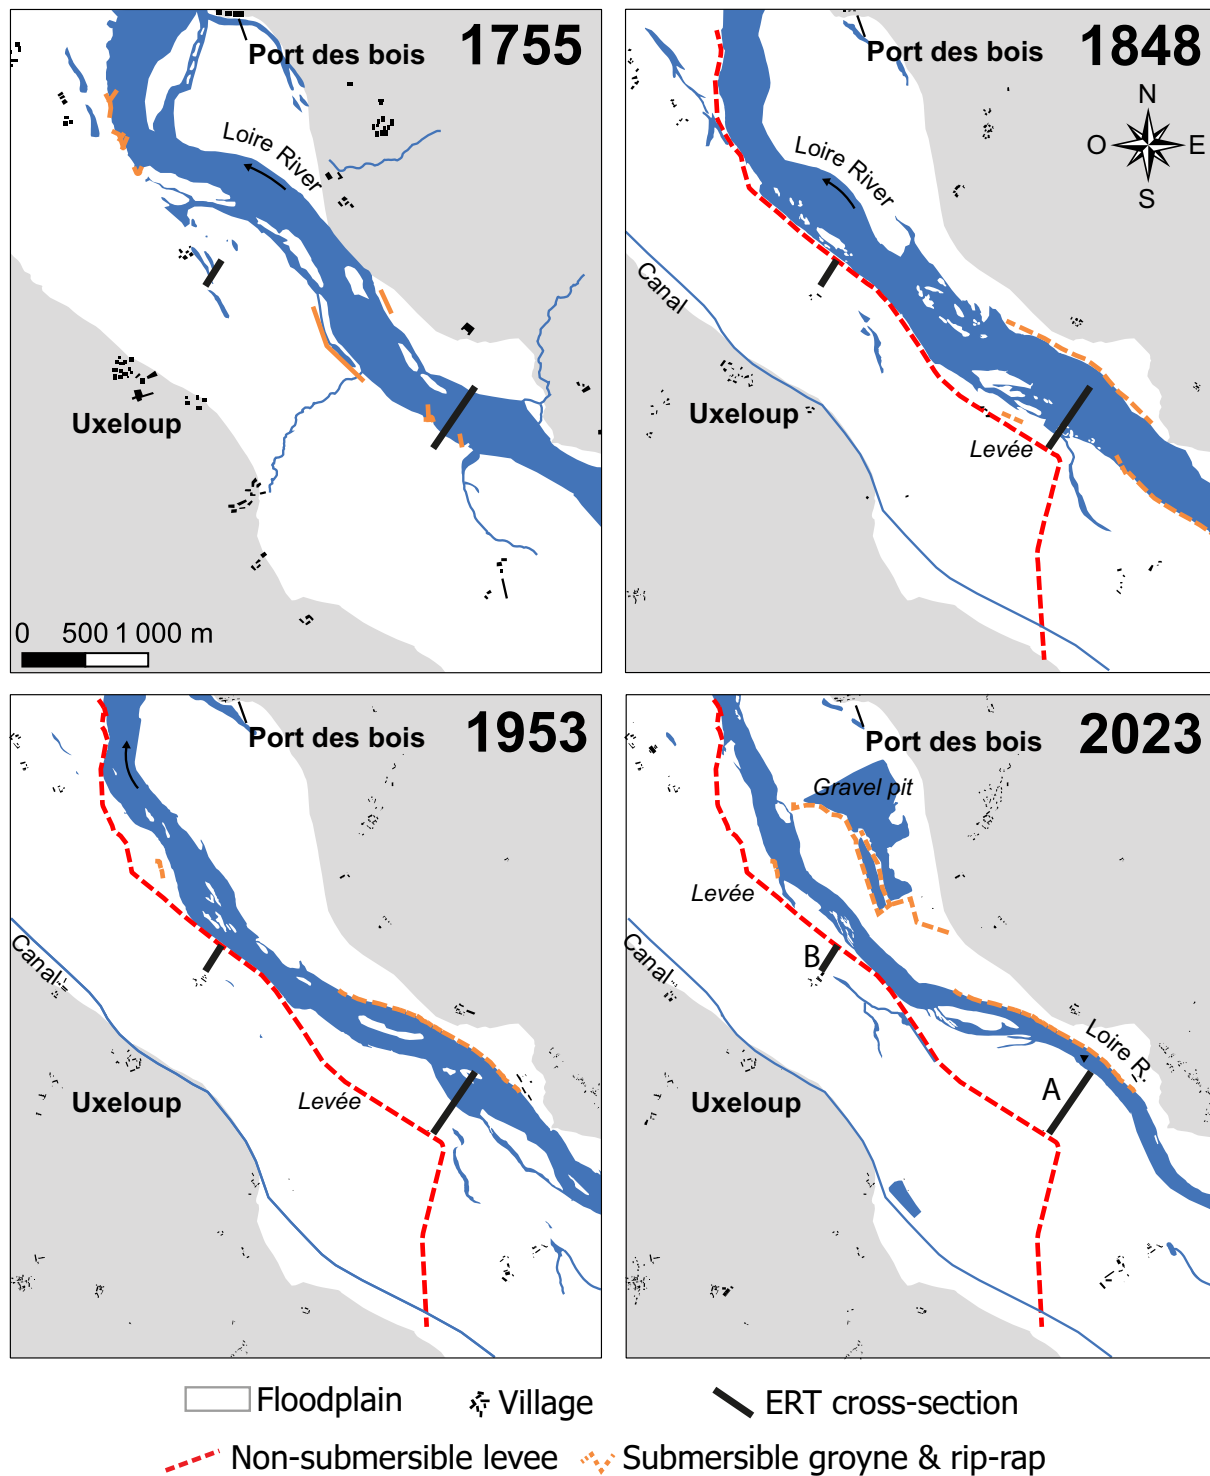 1755
Port des bois
Loire River
Uxeloup
0 500 1 000 m
1848
Port des bois
N
O E
S
Loire River
Canal
Uxeloup
Levée
1953
Port des bois
Canal
Uxeloup
Levée
2023
Port des bois
Gravel pit
Levée
B
Canal
Loire R.
A
Uxeloup
Floodplain
Village
ERT cross-section
Non-submersible levee
Submersible groyne & rip-rap